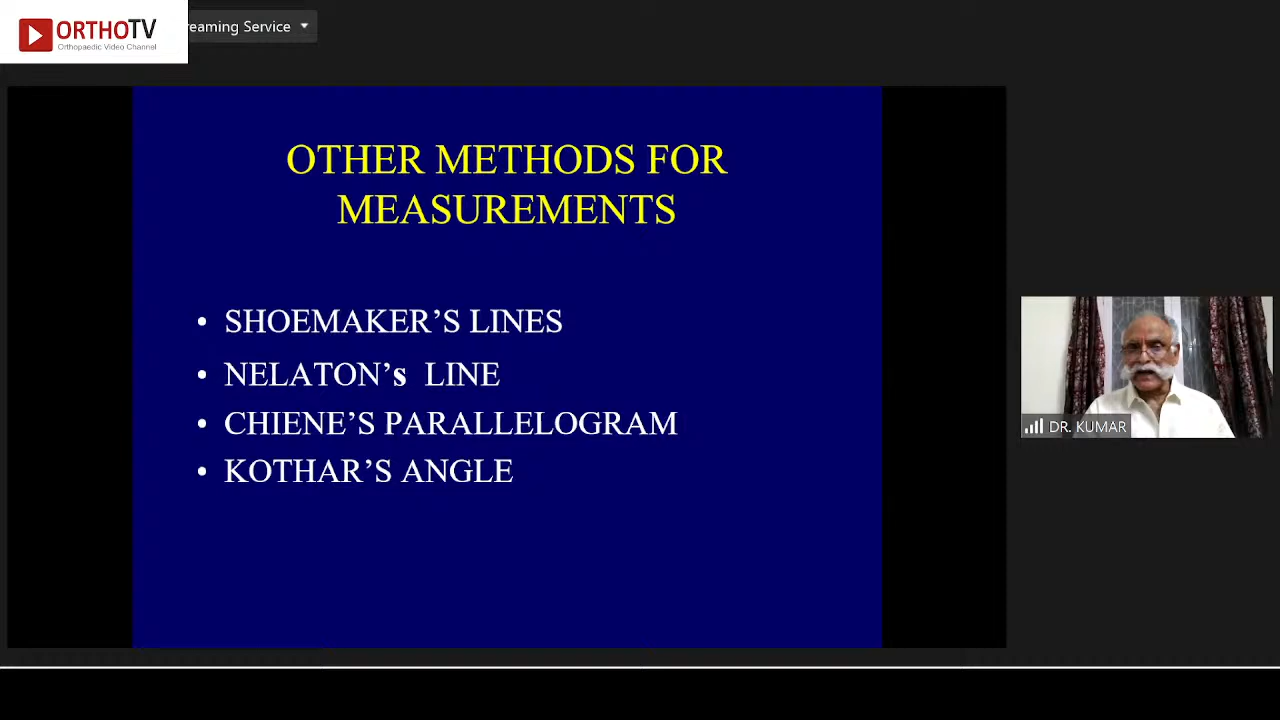 ORTHOTV
Orthopaedic Video Channel
reaming Service
OTHER METHODS FOR
MEASUREMENTS
• SHOEMAKER’S LINES
• NELATON’s LINE
• CHIENE’S PARALLELOGRAM
• KOTHAR’S ANGLE
DR. KUMAR